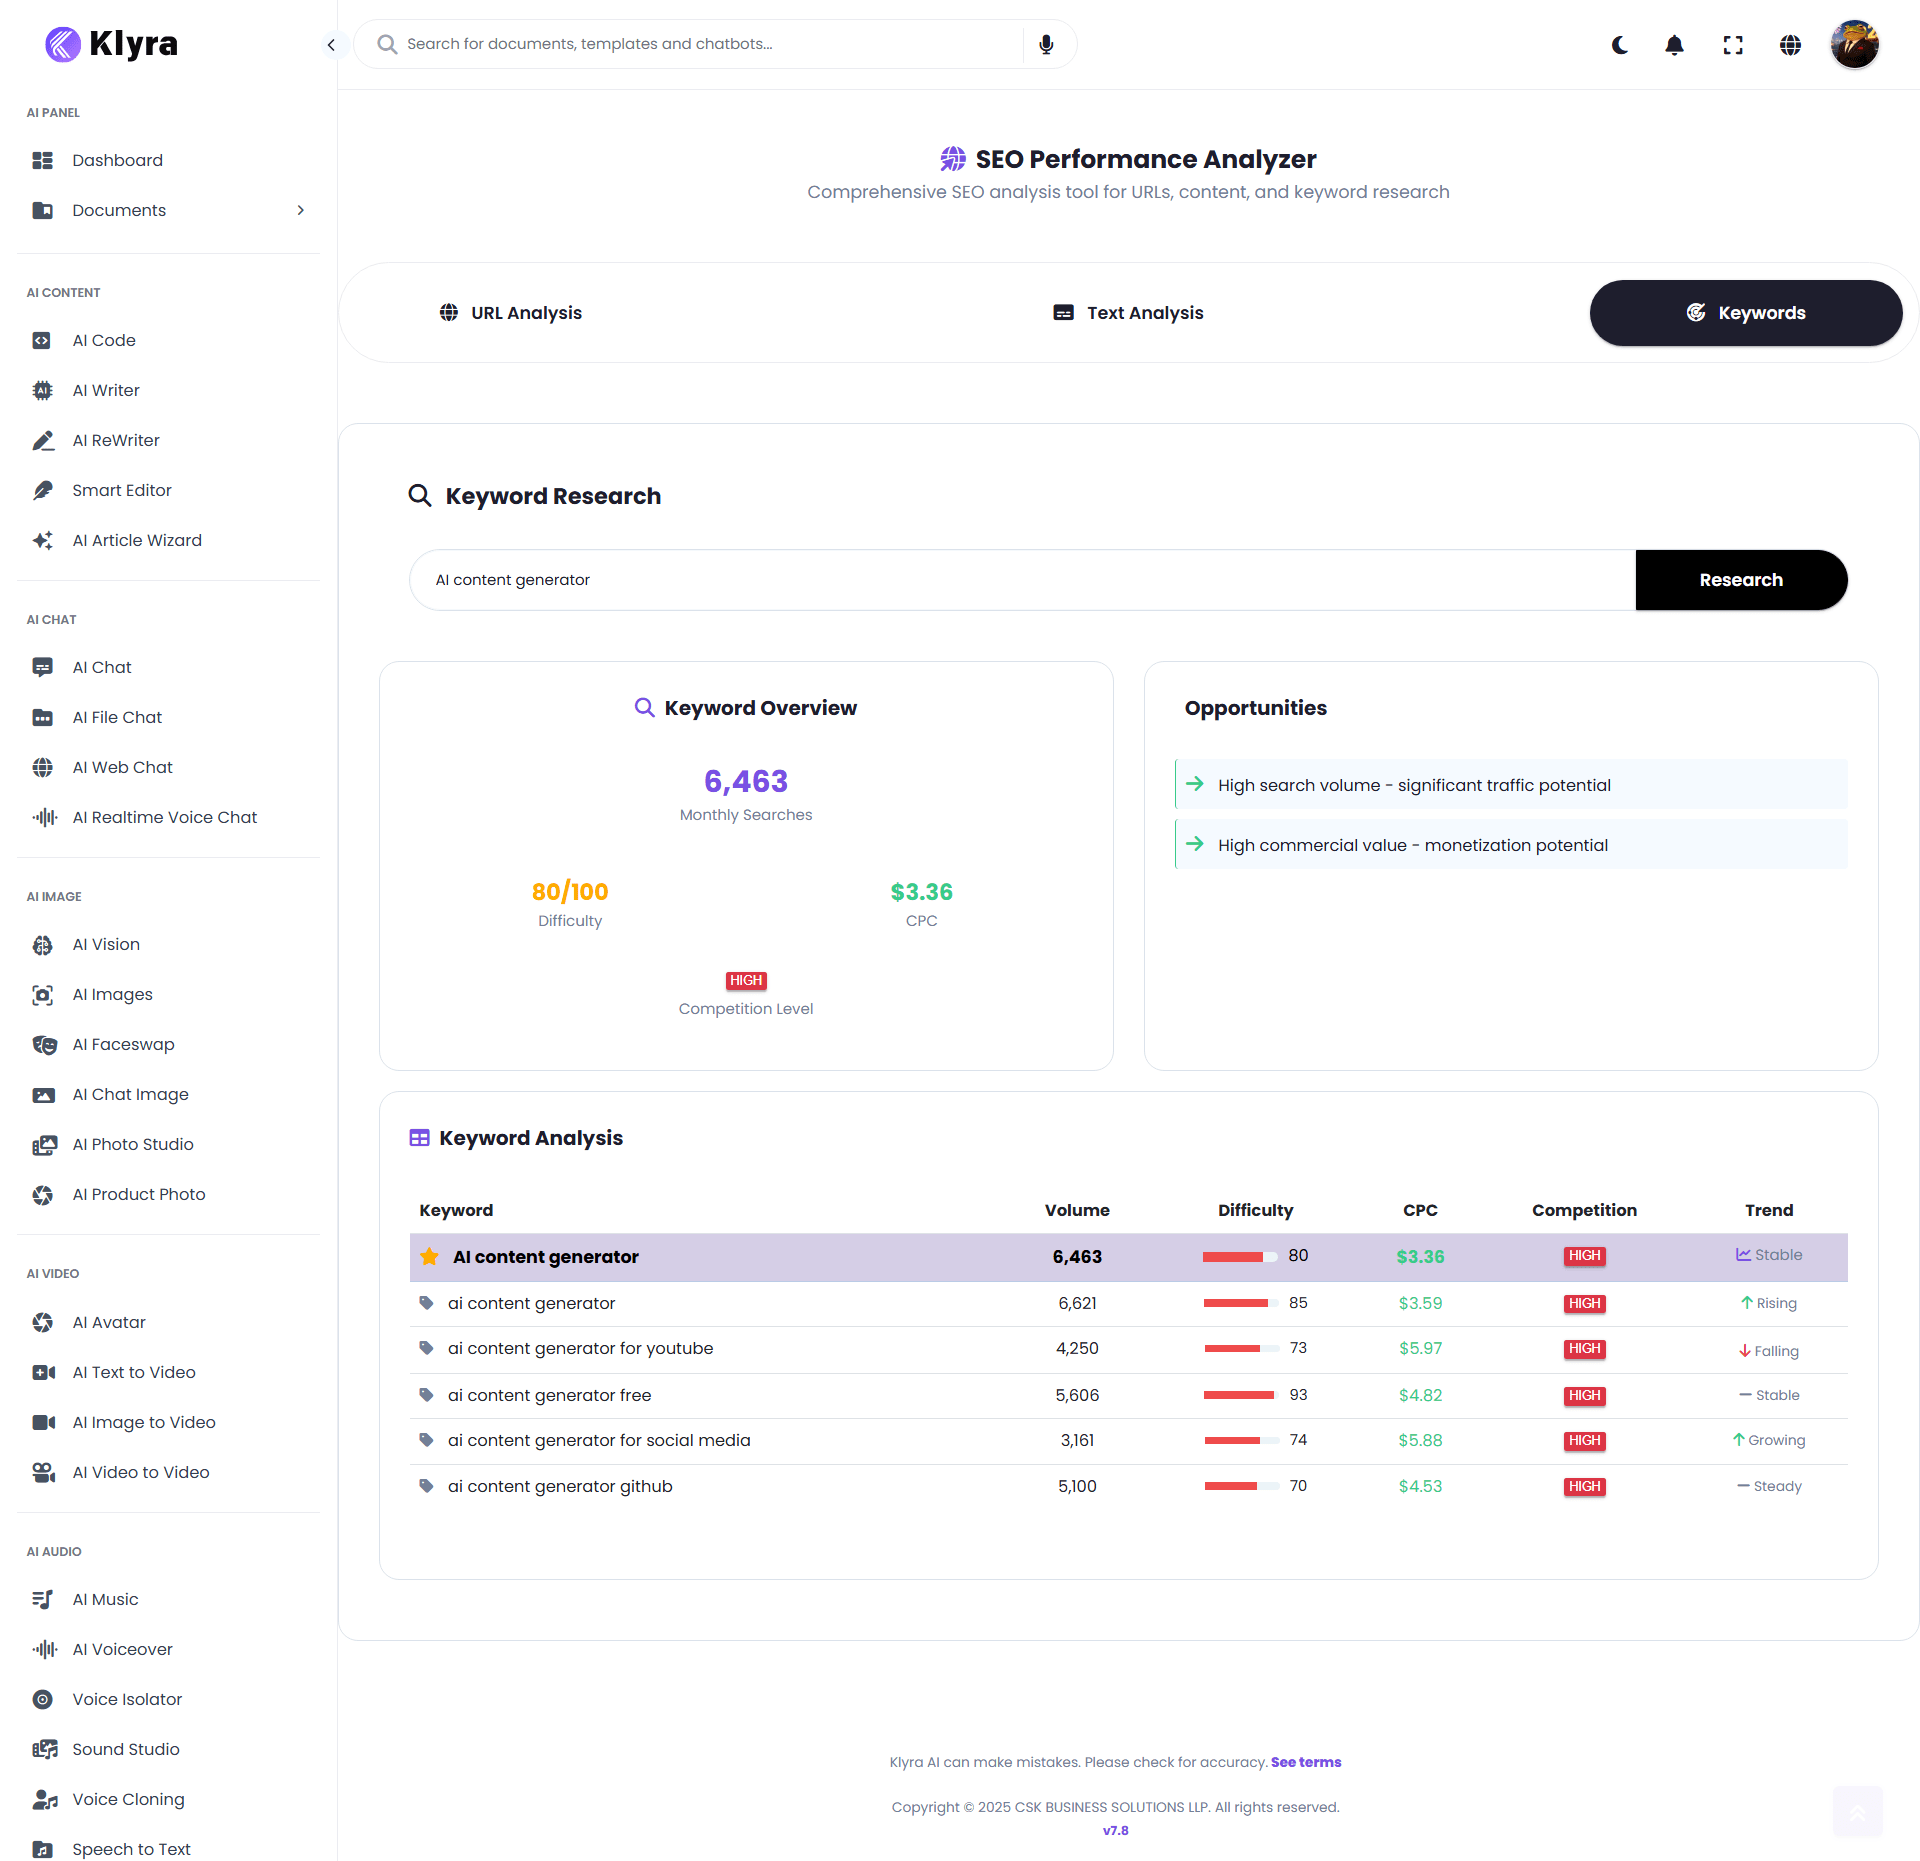 Klyra
Search for documents, templates and chatbots...
AI PANEL
Dashboard
Documents
AI CONTENT
AI Code
AI Writer
AI ReWriter
Smart Editor
AI Article Wizard
AI CHAT
AI Chat
AI File Chat
AI Web Chat
AI Realtime Voice Chat
AI IMAGE
AI Vision
AI Images
AI Faceswap
AI Chat Image
AI Photo Studio
AI Product Photo
AI VIDEO
AI Avatar
AI Text to Video
AI Image to Video
AI Video to Video
AI AUDIO
AI Music
AI Voiceover
Voice Isolator
Sound Studio
Voice Cloning
Speech to Text
SEO Performance Analyzer
Comprehensive SEO analysis tool for URLs, content, and keyword research
URL Analysis Text Analysis Keywords
Keyword Research
AI content generator Research
Keyword Overview
6,463
Monthly Searches
80/100 $3.36
Difficulty CPC
HIGH
Competition Level
Opportunities
High search volume - significant traffic potential
High commercial value - monetization potential
Keyword Analysis
Keyword Volume Difficulty CPC Competition Trend
AI content generator 6,463 80 $3.36 HIGH Stable
ai content generator 6,621 85 $3.59 HIGH Rising
ai content generator for youtube 4,250 73 $5.97 HIGH Falling
ai content generator free 5,606 93 $4.82 HIGH Stable
ai content generator for social media 3,161 74 $5.88 HIGH Growing
ai content generator github 5,100 70 $4.53 HIGH Steady
Klyra AI can make mistakes. Please check for accuracy. See terms
Copyright © 2025 CSK BUSINESS SOLUTIONS LLP. All rights reserved.
v7.8